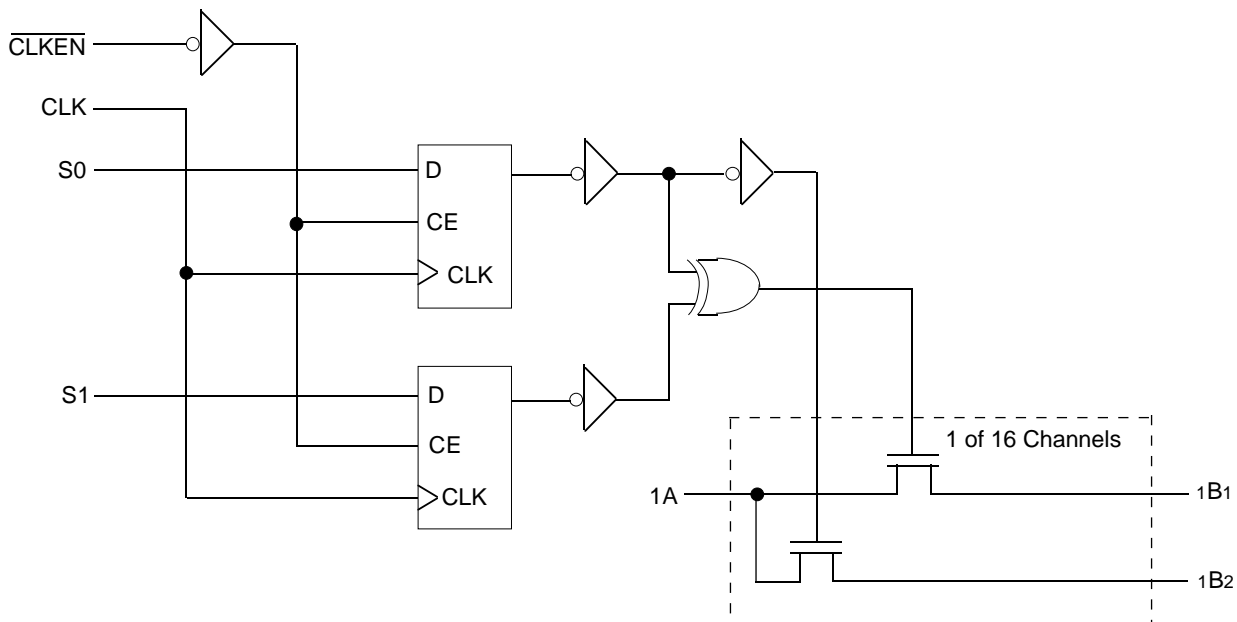 CLKEN
CLK
S0
D
CE
CLK
S1
D
CE
CLK
1 of 16 Channels
1A
1B1
1B2